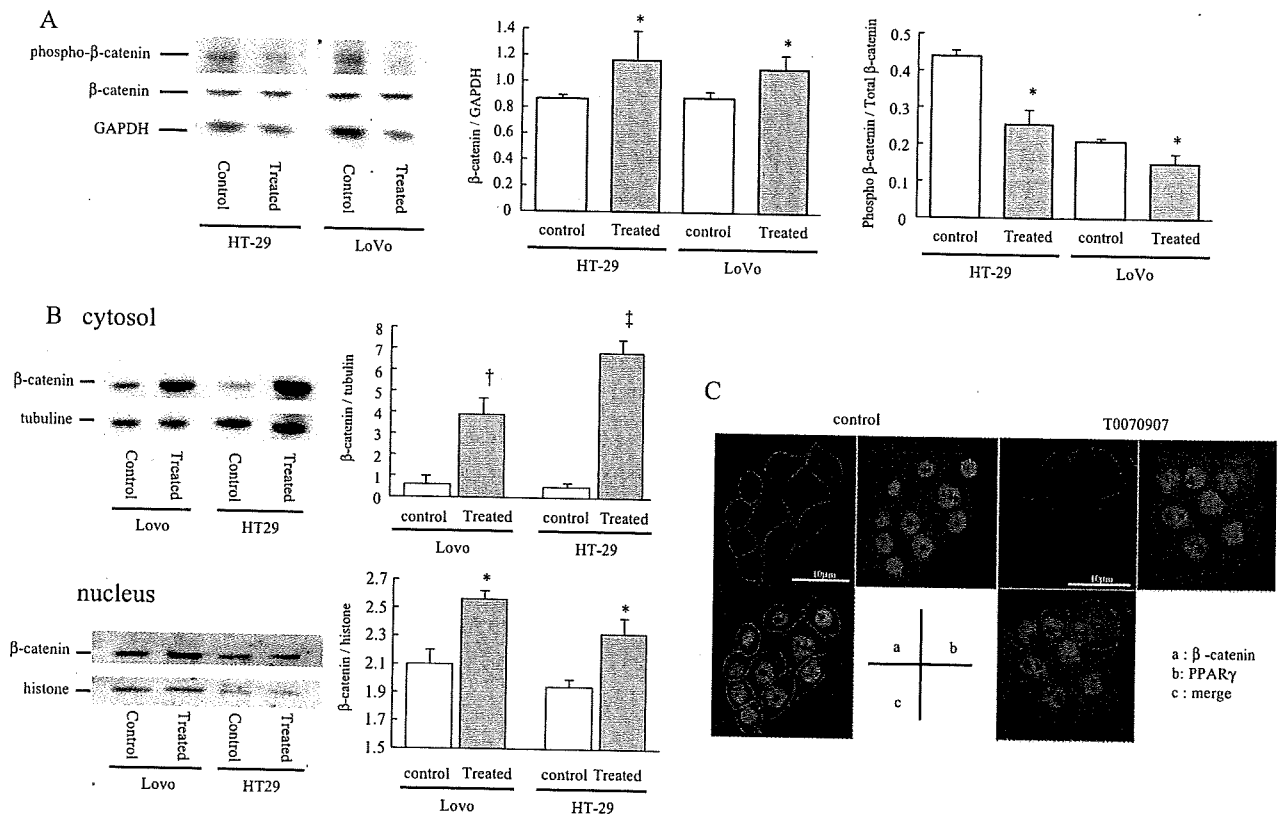 A
phospho-β-catenin
β-catenin
GAPDH
Control
Treated
Control
Treated
HT-29
LoVo
β-catenin / GAPDH
1.4
1.2
1.0
0.8
0.6
0.4
0.2
0
*
*
control
Treated
control
Treated
HT-29
LoVo
Phospho β-catenin / Total β-catenin
0.5
0.4
0.3
0.2
0.1
0
*
*
control
Treated
control
Treated
HT-29
LoVo
B cytosol
β-catenin
tubuline
Control
Treated
Control
Treated
Lovo
HT29
β-catenin / tubulin
8
7
6
5
4
3
2
1
0
†
‡
control
Treated
control
Treated
Lovo
HT-29
nucleus
β-catenin
histone
Control
Treated
Control
Treated
Lovo
HT29
β-catenin / histone
2.7
2.5
2.3
2.1
1.9
1.7
1.5
*
*
control
Treated
control
Treated
Lovo
HT-29
C
control
T0070907
10µm
10µm
a
b
c
a : β -catenin
b: PPARγ
c : merge